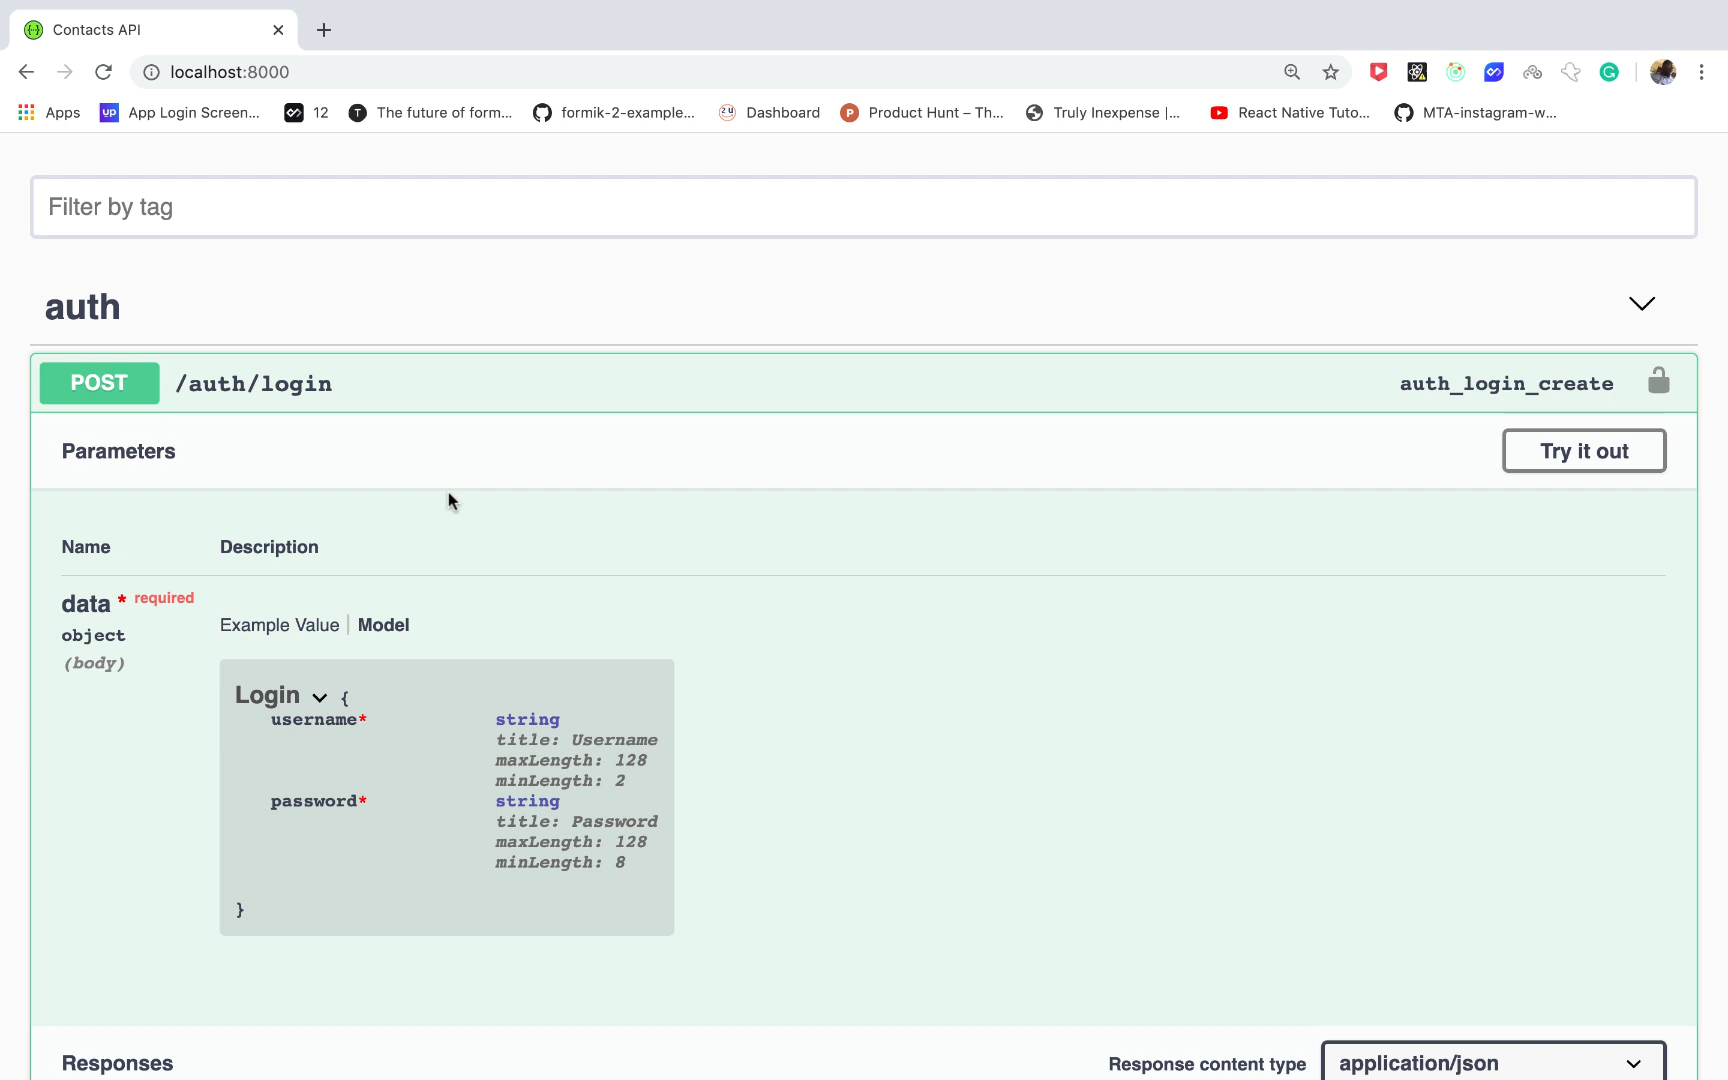 Contacts API
localhost:8000
Apps
up
App Login Screen...
12
T
The future of form...
formik-2-example...
Dashboard
P
Product Hunt – Th...
Truly Inexpense |...
React Native Tuto...
MTA-instagram-w...
Filter by tag
auth
POST /auth/login auth_login_create
Parameters
Try it out
Name Description
data * required
object
(body)
Example Value | Model
Login {
username* string
title: Username
maxLength: 128
minLength: 2
password* string
title: Password
maxLength: 128
minLength: 8
}
Responses
Response content type application/json